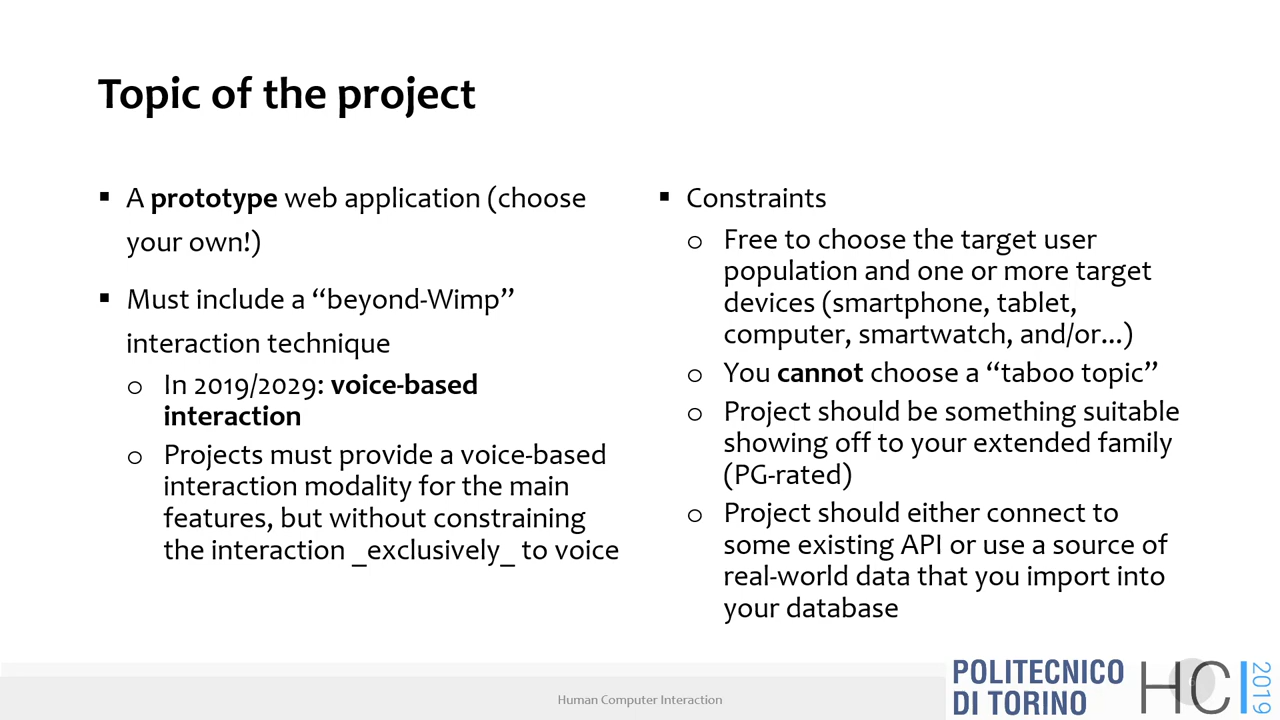 Topic of the project
▪ A prototype web application (choose
your own!)
▪ Must include a “beyond-Wimp”
interaction technique
o In 2019/2029: voice-based
interaction
o Projects must provide a voice-based
interaction modality for the main
features, but without constraining
the interaction _exclusively_ to voice
▪ Constraints
o Free to choose the target user
population and one or more target
devices (smartphone, tablet,
computer, smartwatch, and/or...)
o You cannot choose a “taboo topic”
o Project should be something suitable
showing off to your extended family
(PG-rated)
o Project should either connect to
some existing API or use a source of
real-world data that you import into
your database
Human Computer Interaction
POLITECNICO
DI TORINO
HCI
2019